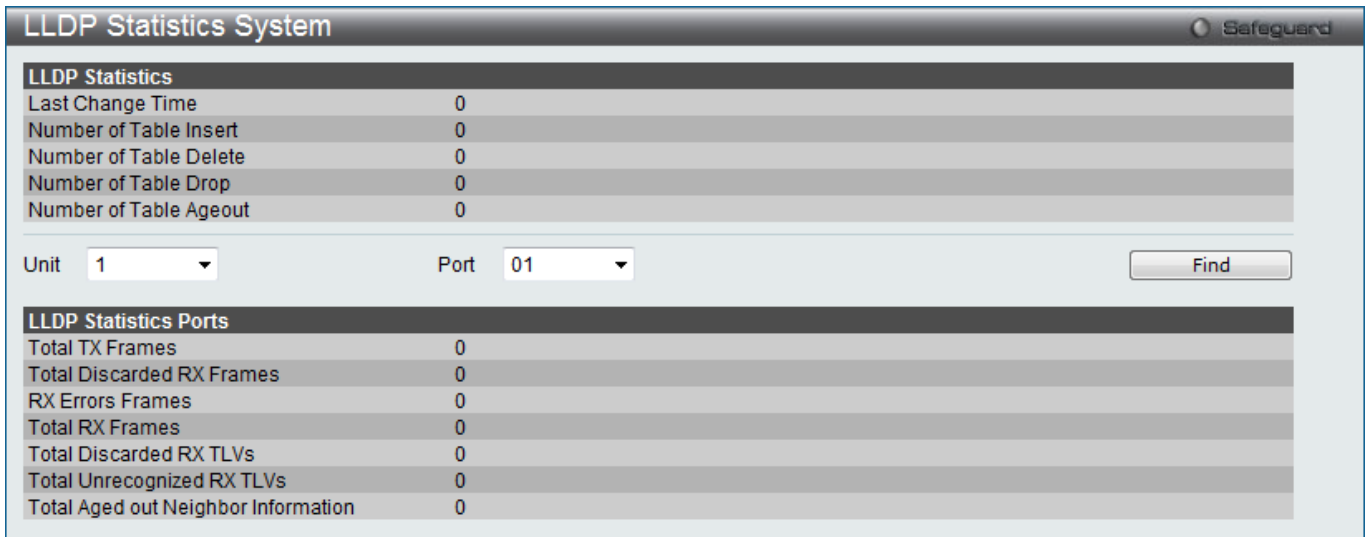 LLDP Statistics System Safeguard
LLDP Statistics
Last Change Time 0
Number of Table Insert 0
Number of Table Delete 0
Number of Table Drop 0
Number of Table Ageout 0
Unit 1 Port 01 Find
LLDP Statistics Ports
Total TX Frames 0
Total Discarded RX Frames 0
RX Errors Frames 0
Total RX Frames 0
Total Discarded RX TLVs 0
Total Unrecognized RX TLVs 0
Total Aged out Neighbor Information 0